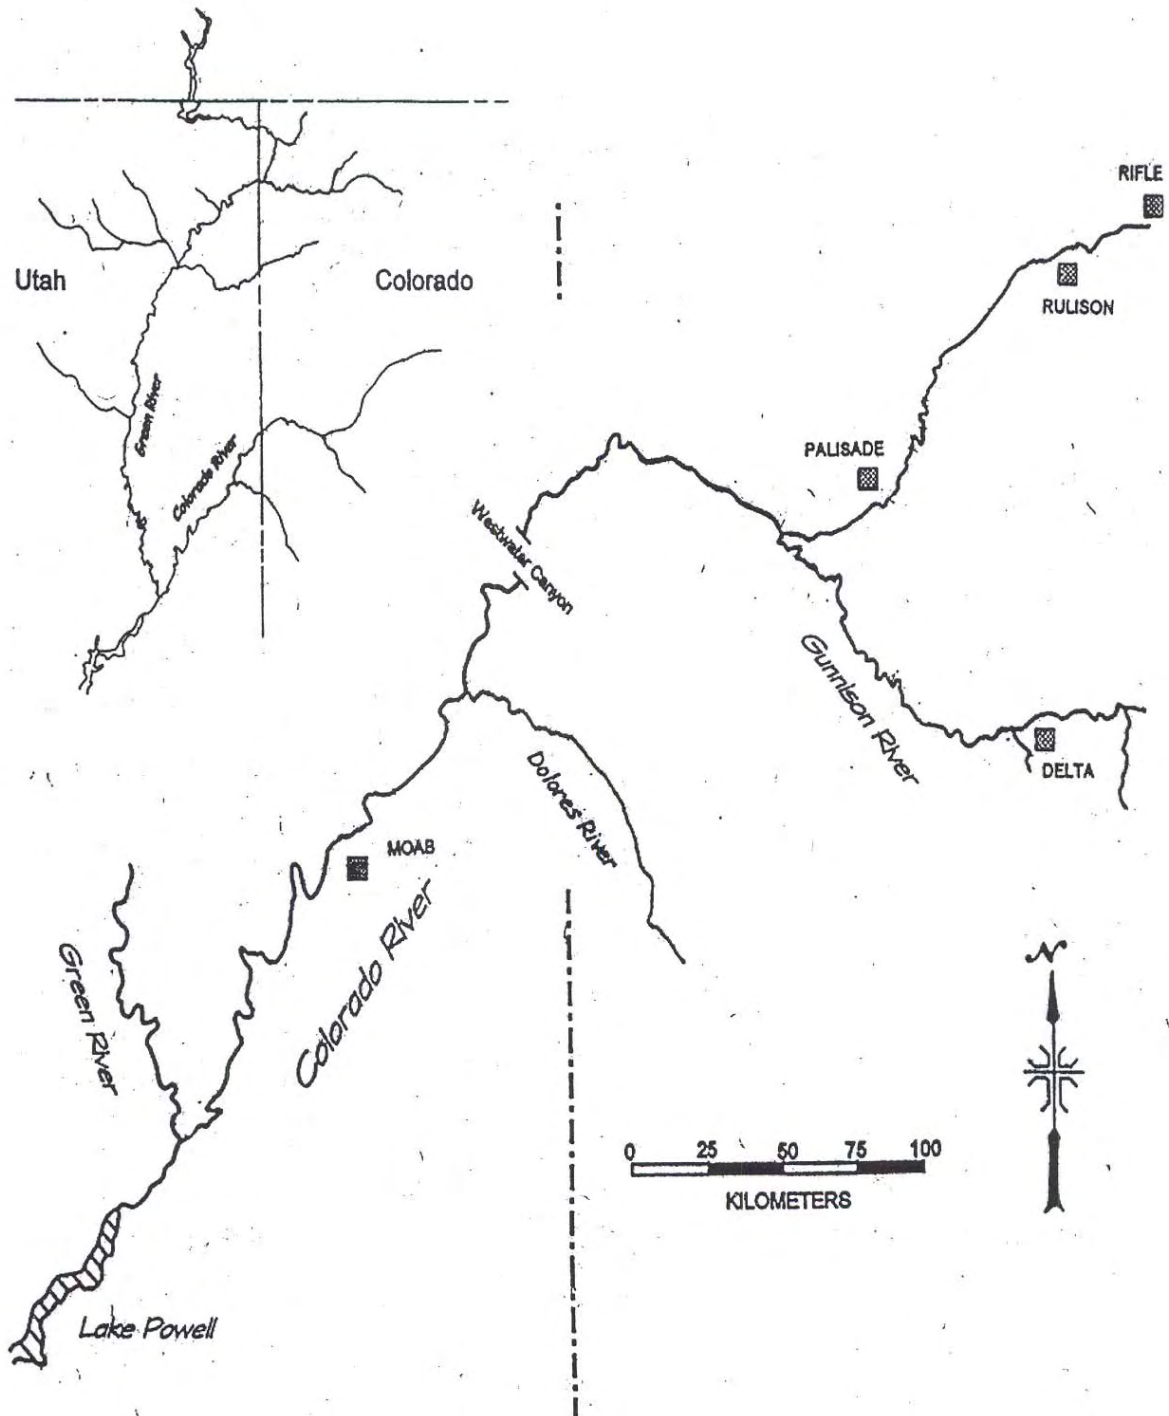 Utah
Colorado
Green River
Colorado River
RIFLE
RULISON
PALISADE
Westwater Canyon
Gunnison River
DELTA
Dolores River
MOAB
Colorado River
Green River
N
0 25 50 75 100
KILOMETERS
Lake Powell